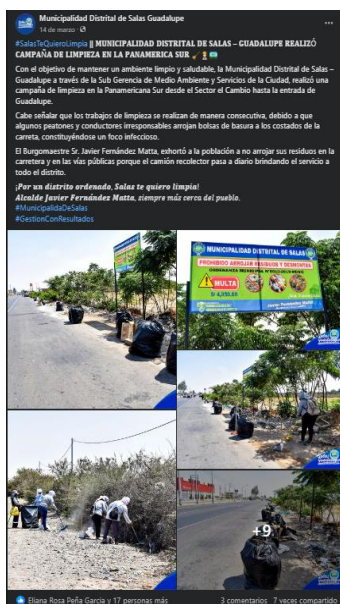 Municipalidad Distrital de Salas Guadalupe
14 de marzo
#SalasTeQuieroLimpia || MUNICIPALIDAD DISTRITAL DE SALAS – GUADALUPE REALIZÓ
CAMPAÑA DE LIMPIEZA EN LA PANAMERICA SUR
Con el objetivo de mantener un ambiente limpio y saludable, la Municipalidad Distrital de Salas –
Guadalupe a través de la Sub Gerencia de Medio Ambiente y Servicios de la Ciudad, realizó una
campaña de limpieza en la Panamericana Sur desde el Sector el Cambio hasta la entrada de
Guadalupe.
Cabe señalar que los trabajos de limpieza se realizan de manera consecutiva, debido a que
algunos peatones y conductores irresponsables arrojan bolsas de basura a los costados de la
carreta, constituyéndose un foco infeccioso.
El Burgomaestre Sr. Javier Fernández Matta, exhortó a la población a no arrojar sus residuos en la
carretera y en las vías públicas porque el camión recolector pasa a diario brindando el servicio a
todo el distrito.
¡Por un distrito ordenado, Salas te quiero limpia!
Alcalde Javier Fernández Matta, siempre más cerca del pueblo.
#MunicipalidaDeSalas
#GestionConResultados
MUNICIPALIDAD DISTRITAL DE SALAS
PROHIBIDO ARROJAR RESIDUOS Y DESMONTES
MULTA
+9
Eliana Rosa Peña Garcia y 17 personas más
3 comentarios
7 veces compartido